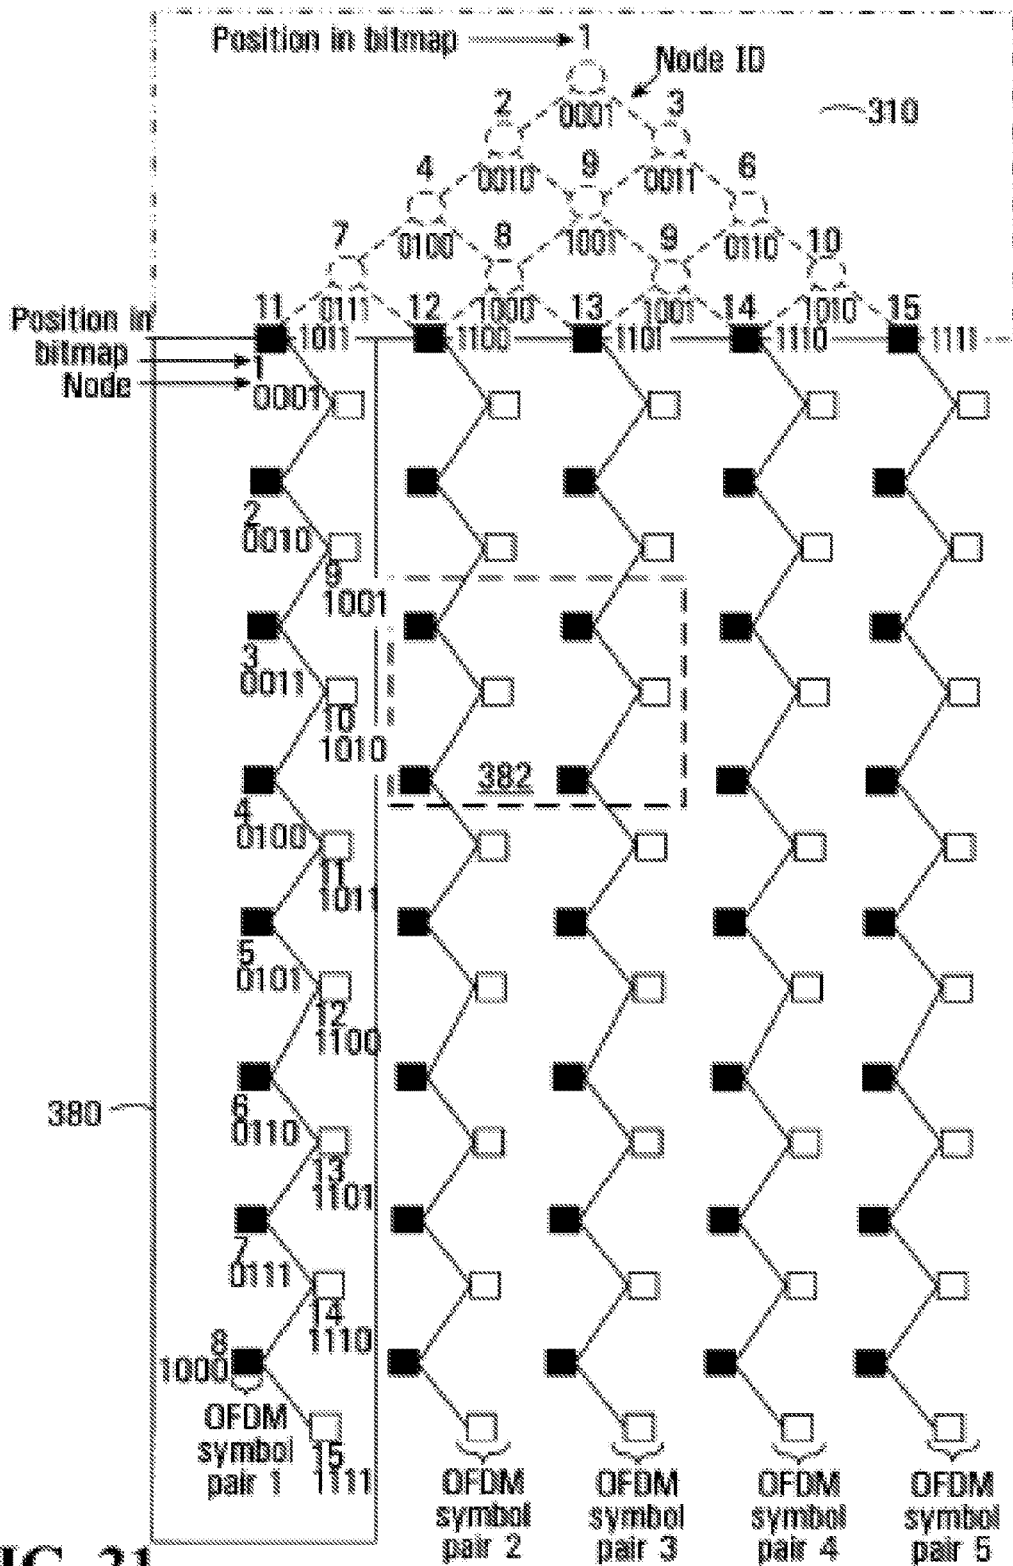 Position in bitmap 1
Node ID
2 0001 3 310
4 0010 9 0011 6
7 0100 8 1001 9 0110 10
11 0111 12 1000 13 1001 14 1010 15
Position in bitmap 1011 1100 1101 1110 1111
1
Node 0001
2
0010
9
1001
3
0011
10
1010
382
4
0100
11
1011
5
0101
12
1100
6
380 0110
13
1101
7
0111
14
1110
8
1000
OFDM symbol pair 1
15
1111
OFDM symbol pair 2
OFDM symbol pair 3
OFDM symbol pair 4
OFDM symbol pair 5